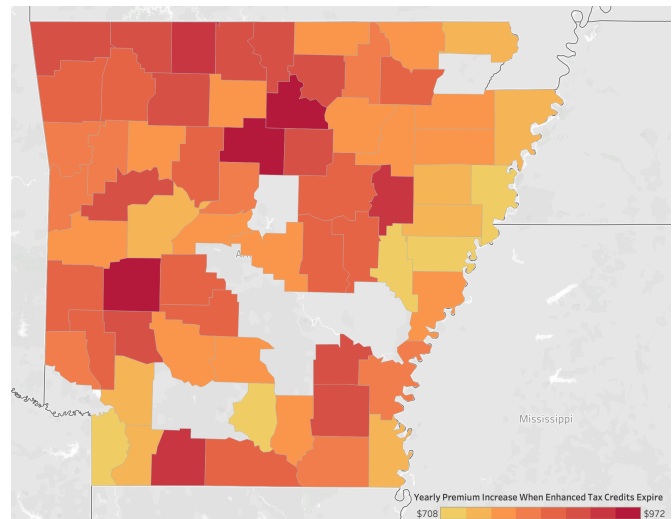 Mississippi
Yearly Premium Increase When Enhanced Tax Credits Expire
$708 $972